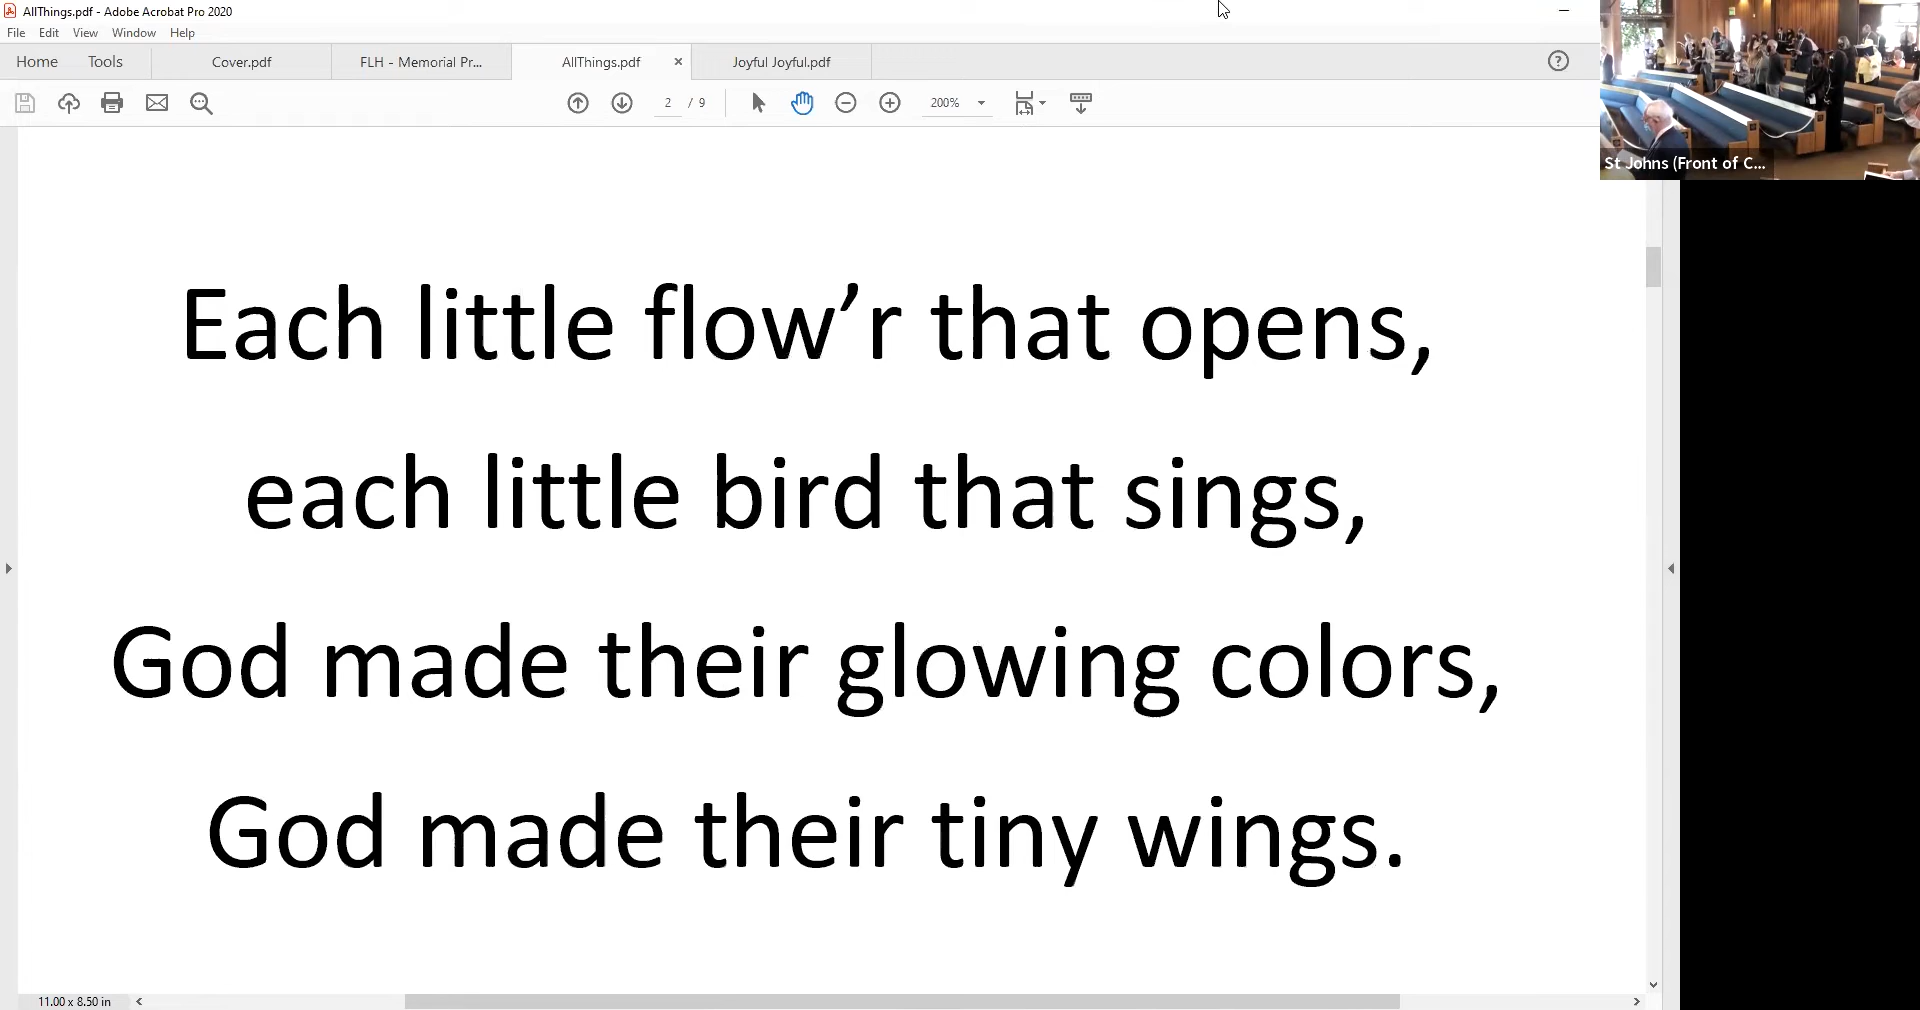 AllThings.pdf - Adobe Acrobat Pro 2020
File Edit View Window Help
Home Tools Cover.pdf FLH - Memorial Pr... AllThings.pdf Joyful Joyful.pdf
2 / 9 200%
St Johns (Front of C...
Each little flow’r that opens,
each little bird that sings,
God made their glowing colors,
God made their tiny wings.
11.00 x 8.50 in